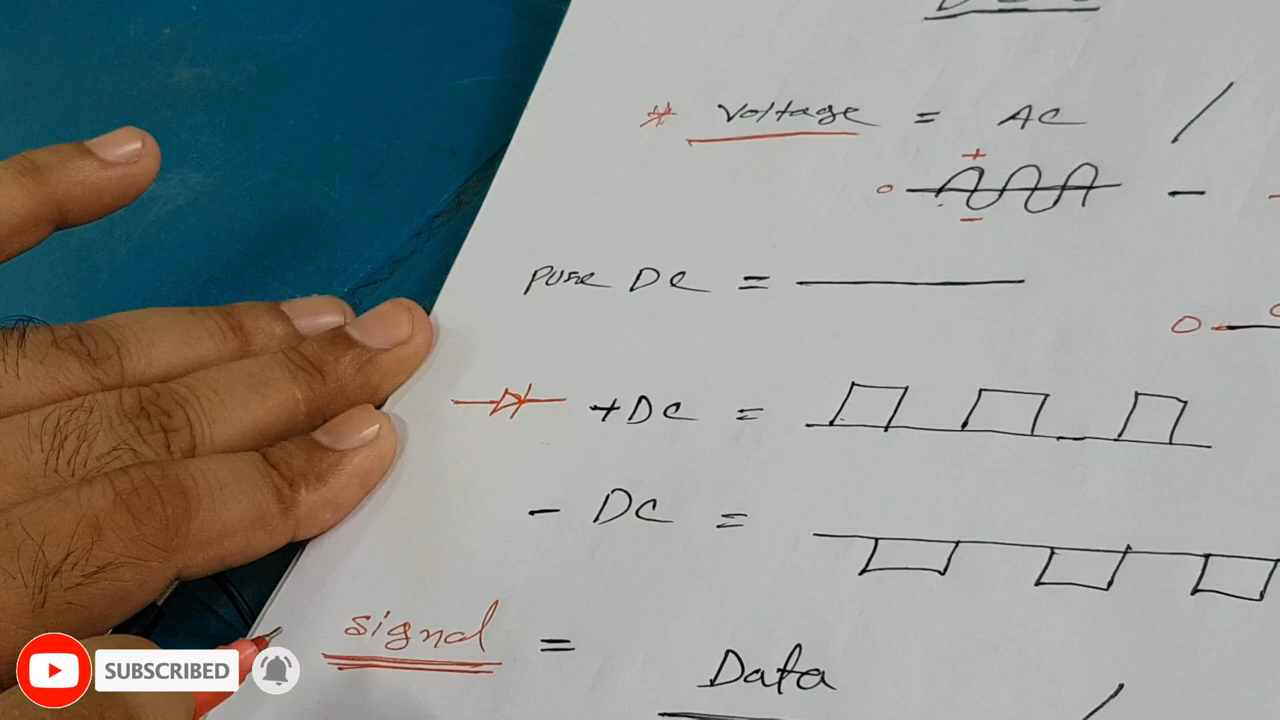 * Voltage = AC /
+
o -
-
Pure DC =
o
+DC =
- DC =
signal =
Data /
SUBSCRIBED